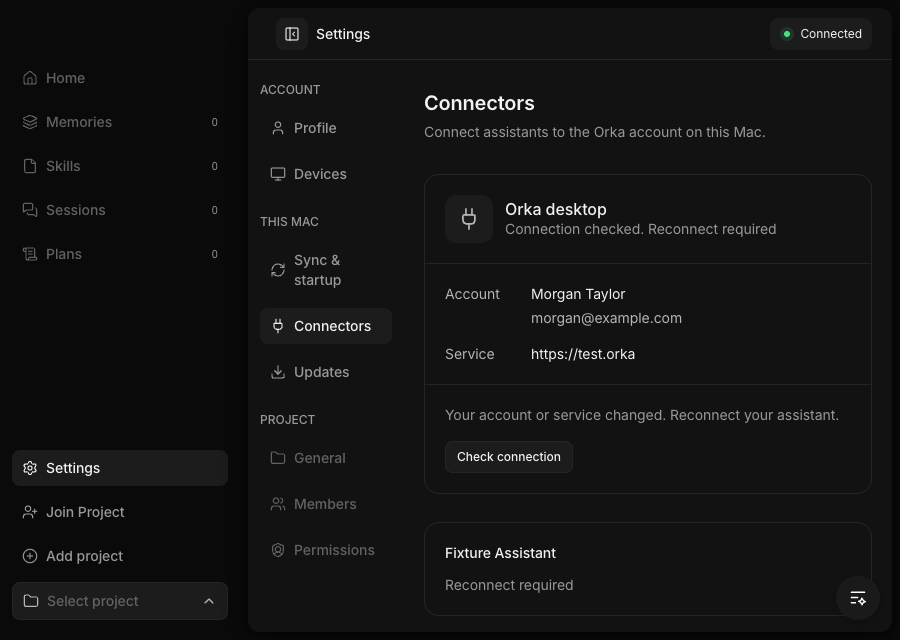 Home
Memories 0
Skills 0
Sessions 0
Plans 0
Settings
Join Project
Add project
Select project
Settings
Connected
ACCOUNT
Profile
Devices
THIS MAC
Sync &
startup
Connectors
Updates
PROJECT
General
Members
Permissions
Connectors
Connect assistants to the Orka account on this Mac.
Orka desktop
Connection checked. Reconnect required
Account Morgan Taylor
morgan@example.com
Service https://test.orka
Your account or service changed. Reconnect your assistant.
Check connection
Fixture Assistant
Reconnect required